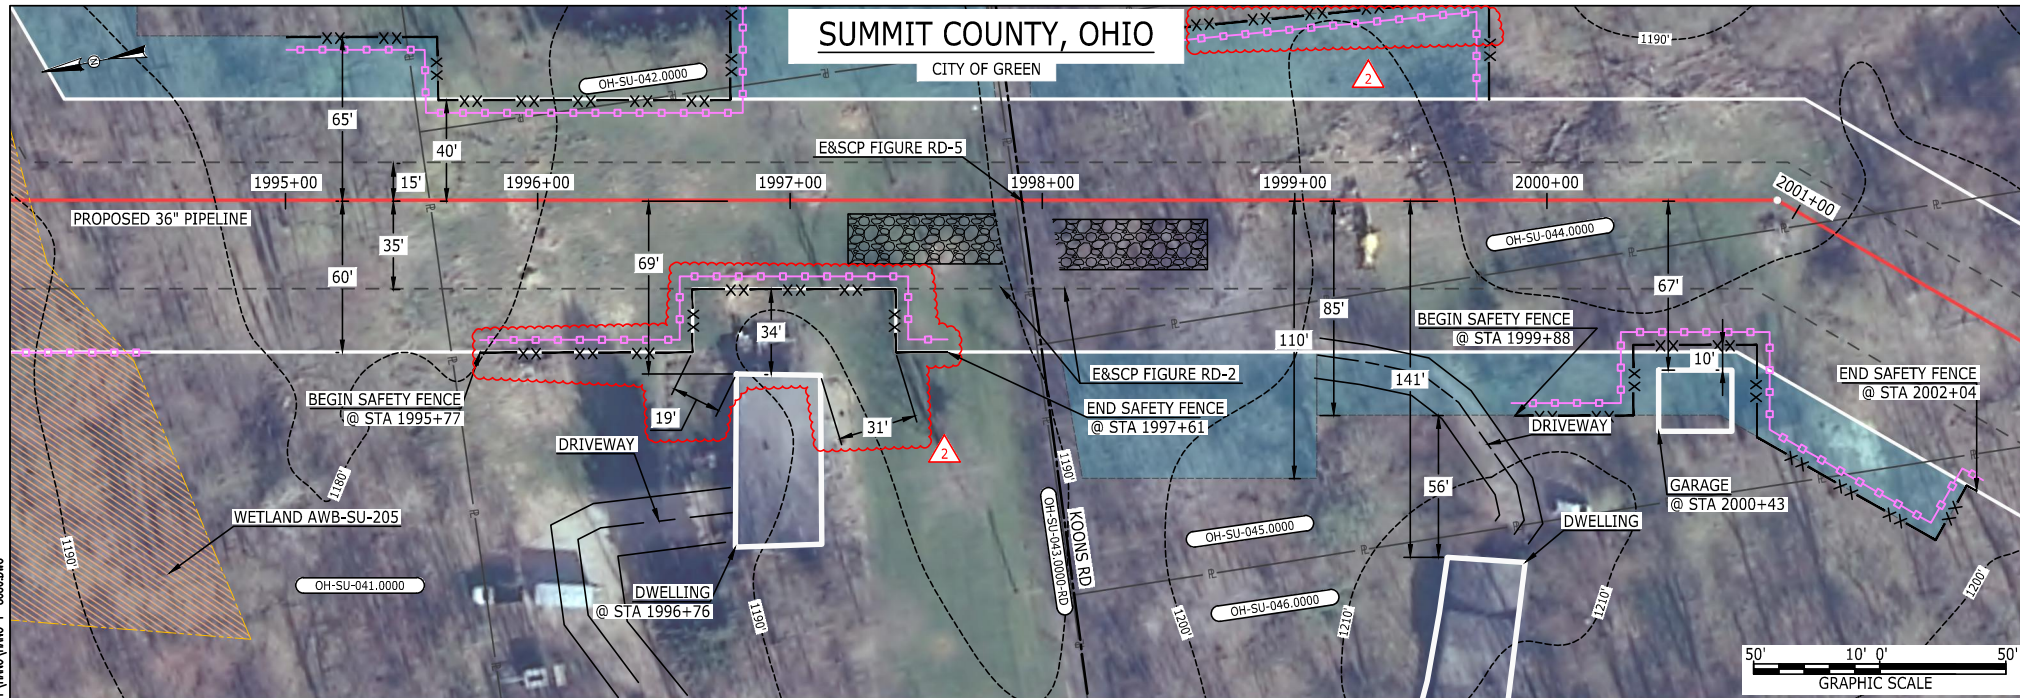 SUMMIT COUNTY, OHIO
CITY OF GREEN
N
OH-SU-042.0000
2
1190'
65'
40'
15'
E&SCP FIGURE RD-5
1995+00
1996+00
1997+00
1998+00
1999+00
2000+00
2001+00
PROPOSED 36" PIPELINE
35'
60'
69'
OH-SU-044.0000
67'
85'
110'
34'
BEGIN SAFETY FENCE
@ STA 1999+88
10'
141'
E&SCP FIGURE RD-2
END SAFETY FENCE
@ STA 2002+04
BEGIN SAFETY FENCE
@ STA 1995+77
19'
31'
END SAFETY FENCE
@ STA 1997+61
DRIVEWAY
DRIVEWAY
2
1180'
1190'
56'
GARAGE
@ STA 2000+43
WETLAND AWB-SU-205
DWELLING
OH-SU-045.0000
KOONS RD
OH-SU-043.0000-RD
1190'
OH-SU-041.0000
DWELLING
@ STA 1996+76
1190'
1200'
OH-SU-046.0000
1210'
1210'
1200'
50'
10'
0'
50'
GRAPHIC SCALE